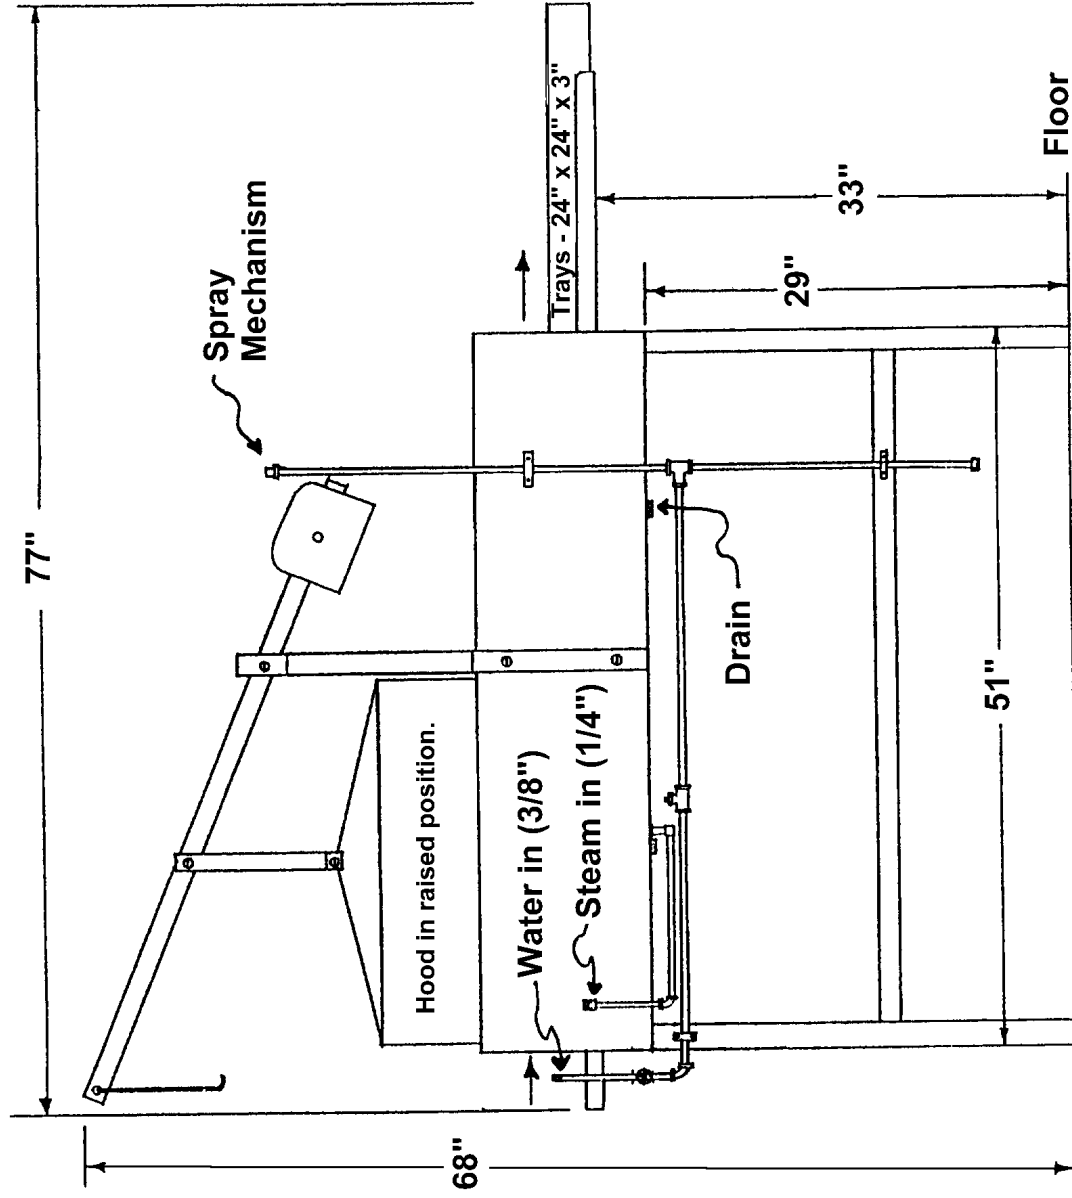 77"
Spray
Mechanism
Trays - 24" x 24" x 3"
Hood in raised position.
Water in (3/8")
Steam in (1/4")
Drain
33"
29"
51"
68"
Floor